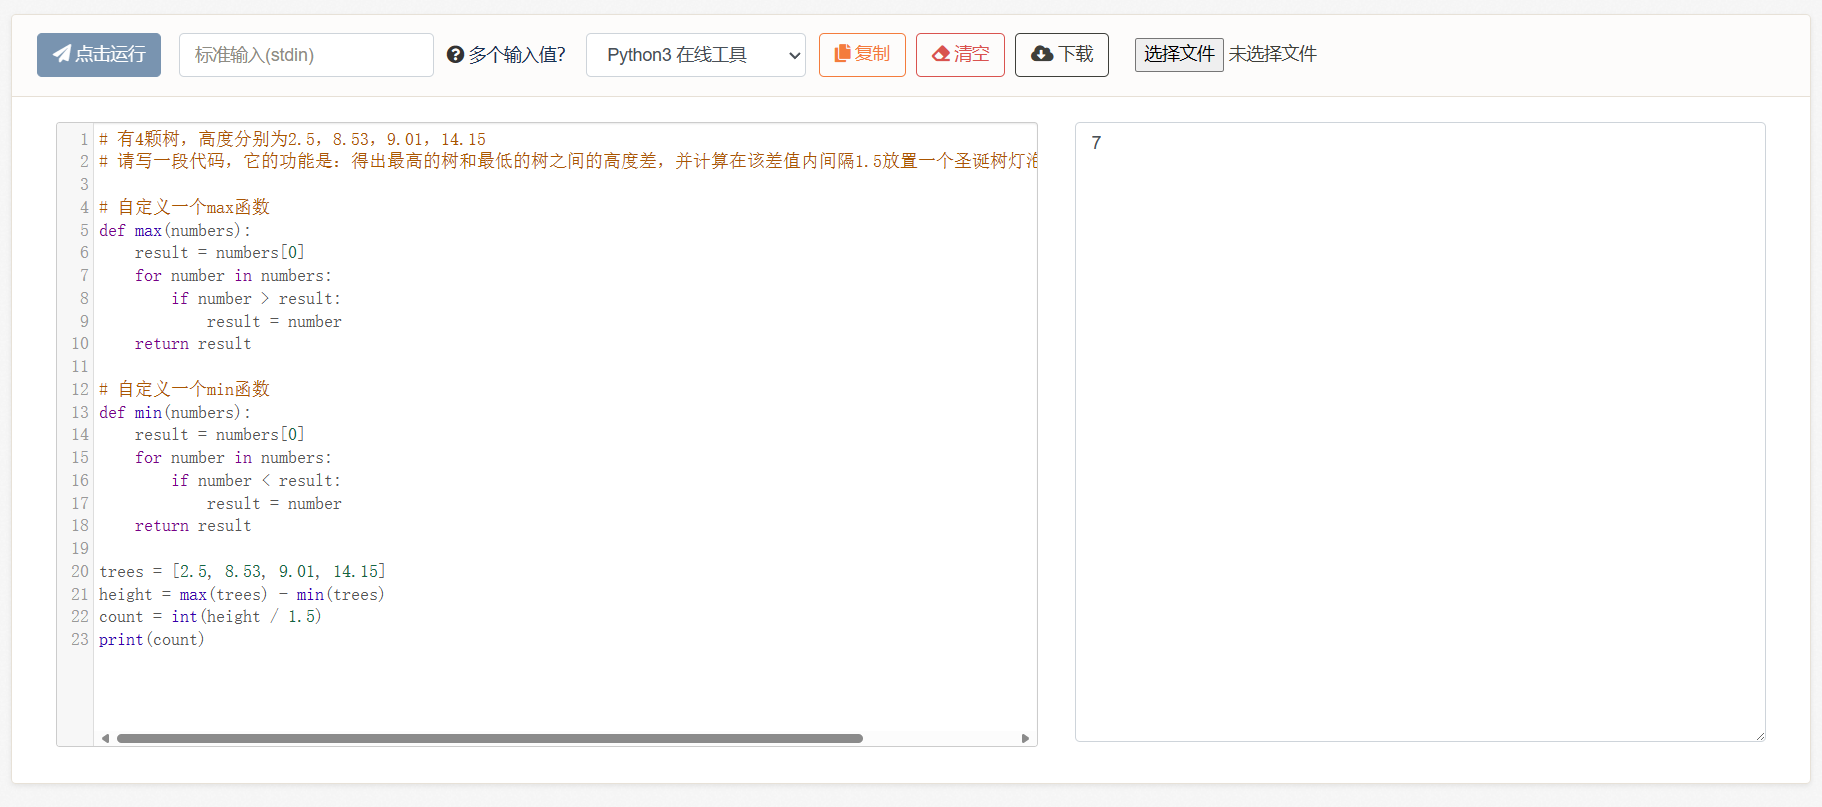 点击运行 标准输入(stdin) 多个输入值? Python3 在线工具 复制 清空 下载 选择文件 未选择文件
1 # 有4颗树，高度分别为2.5，8.53，9.01，14.15
2 # 请写一段代码，它的功能是：得出最高的树和最低的树之间的高度差，并计算在该差值内间隔1.5放置一个圣诞树灯泡
3
4 # 自定义一个max函数
5 def max(numbers):
6     result = numbers[0]
7     for number in numbers:
8         if number > result:
9             result = number
10     return result
11
12 # 自定义一个min函数
13 def min(numbers):
14     result = numbers[0]
15     for number in numbers:
16         if number < result:
17             result = number
18     return result
19
20 trees = [2.5, 8.53, 9.01, 14.15]
21 height = max(trees) - min(trees)
22 count = int(height / 1.5)
23 print(count)
7